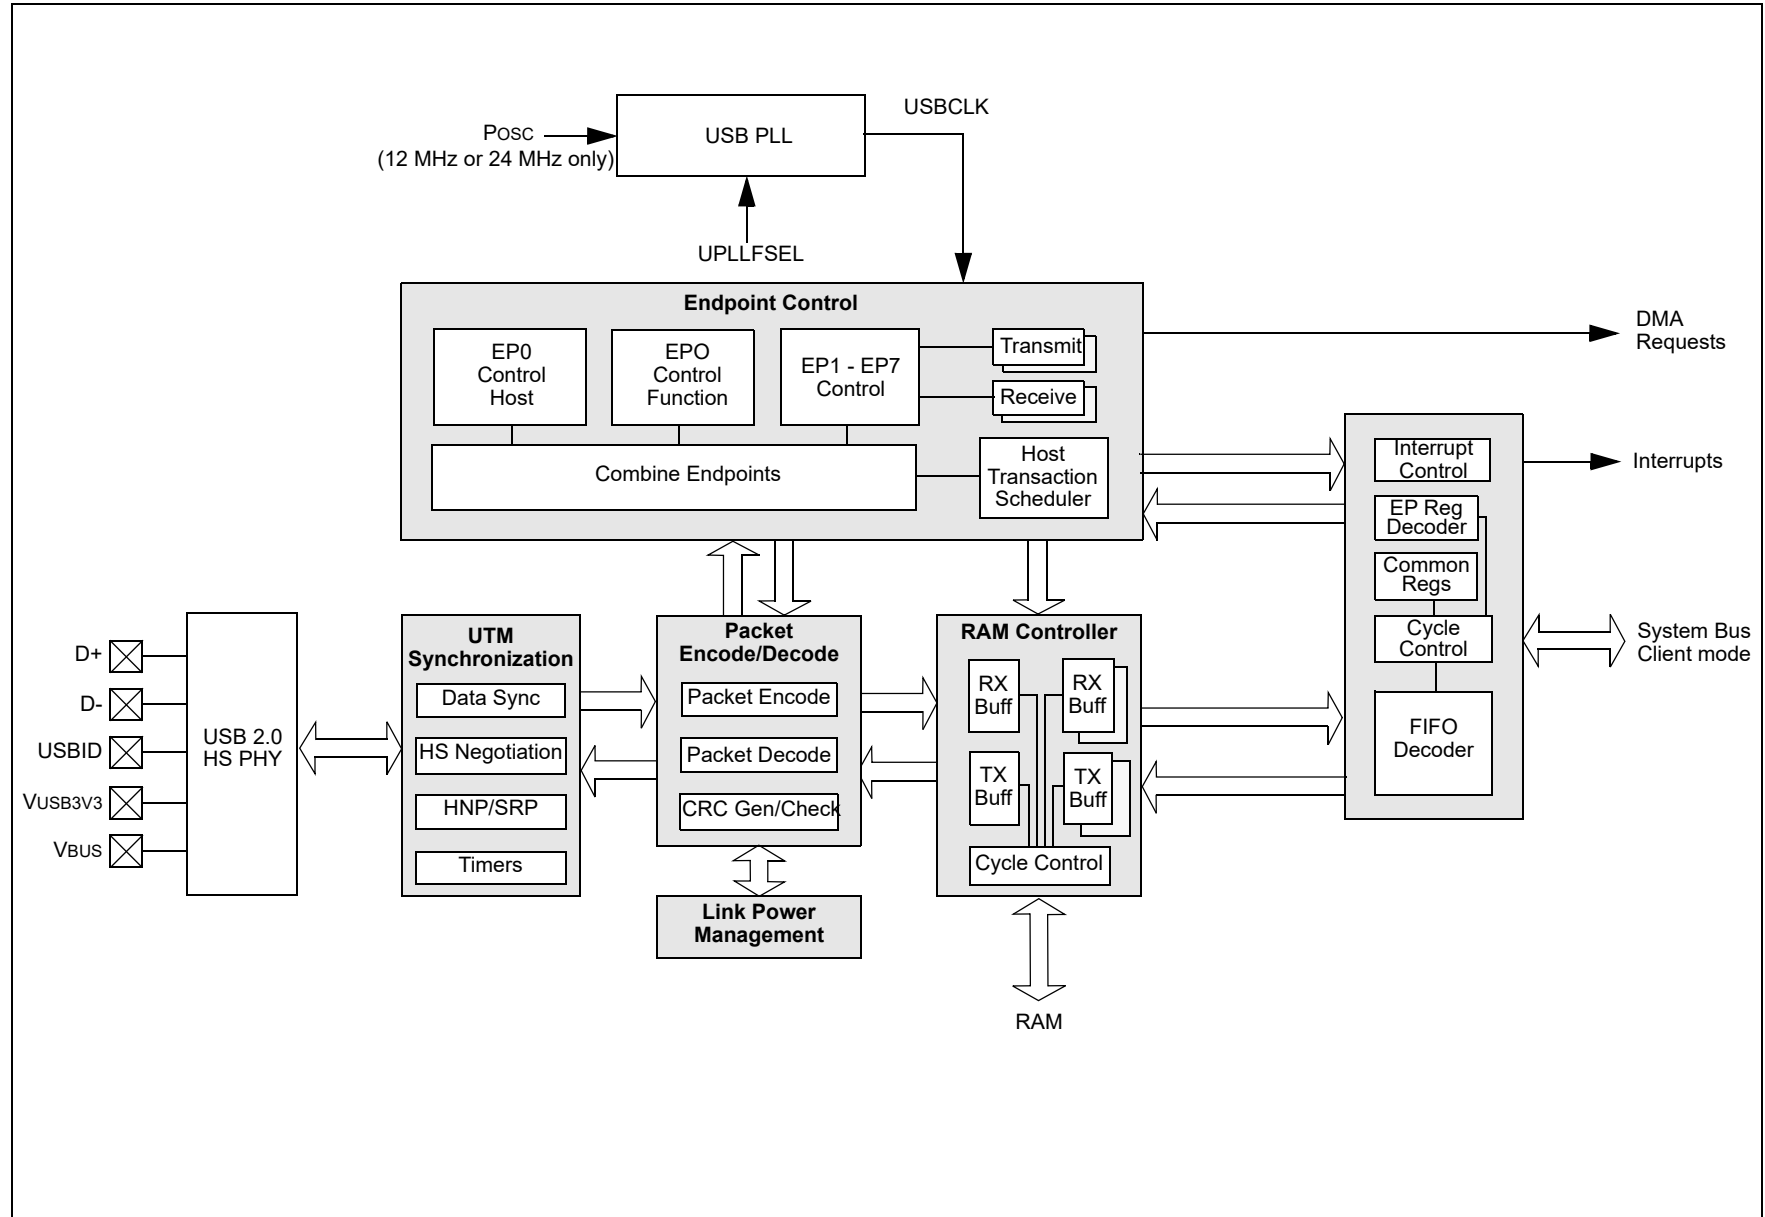 USBCLK
POSC
(12 MHz or 24 MHz only)
USB PLL
UPLLFSEL
Endpoint Control
EP0
Control
Host
EPO
Control
Function
EP1 - EP7
Control
Transmit
Receive
Combine Endpoints
Host
Transaction
Scheduler
DMA
Requests
Interrupt
Control
Interrupts
EP Reg
Decoder
Common
Regs
Cycle
Control
System Bus
Client mode
FIFO
Decoder
D+
D-
USBID
VUSB3V3
VBUS
USB 2.0
HS PHY
UTM
Synchronization
Data Sync
HS Negotiation
HNP/SRP
Timers
Packet
Encode/Decode
Packet Encode
Packet Decode
CRC Gen/Check
Link Power
Management
RAM Controller
RX
Buff
RX
Buff
TX
Buff
TX
Buff
Cycle Control
RAM